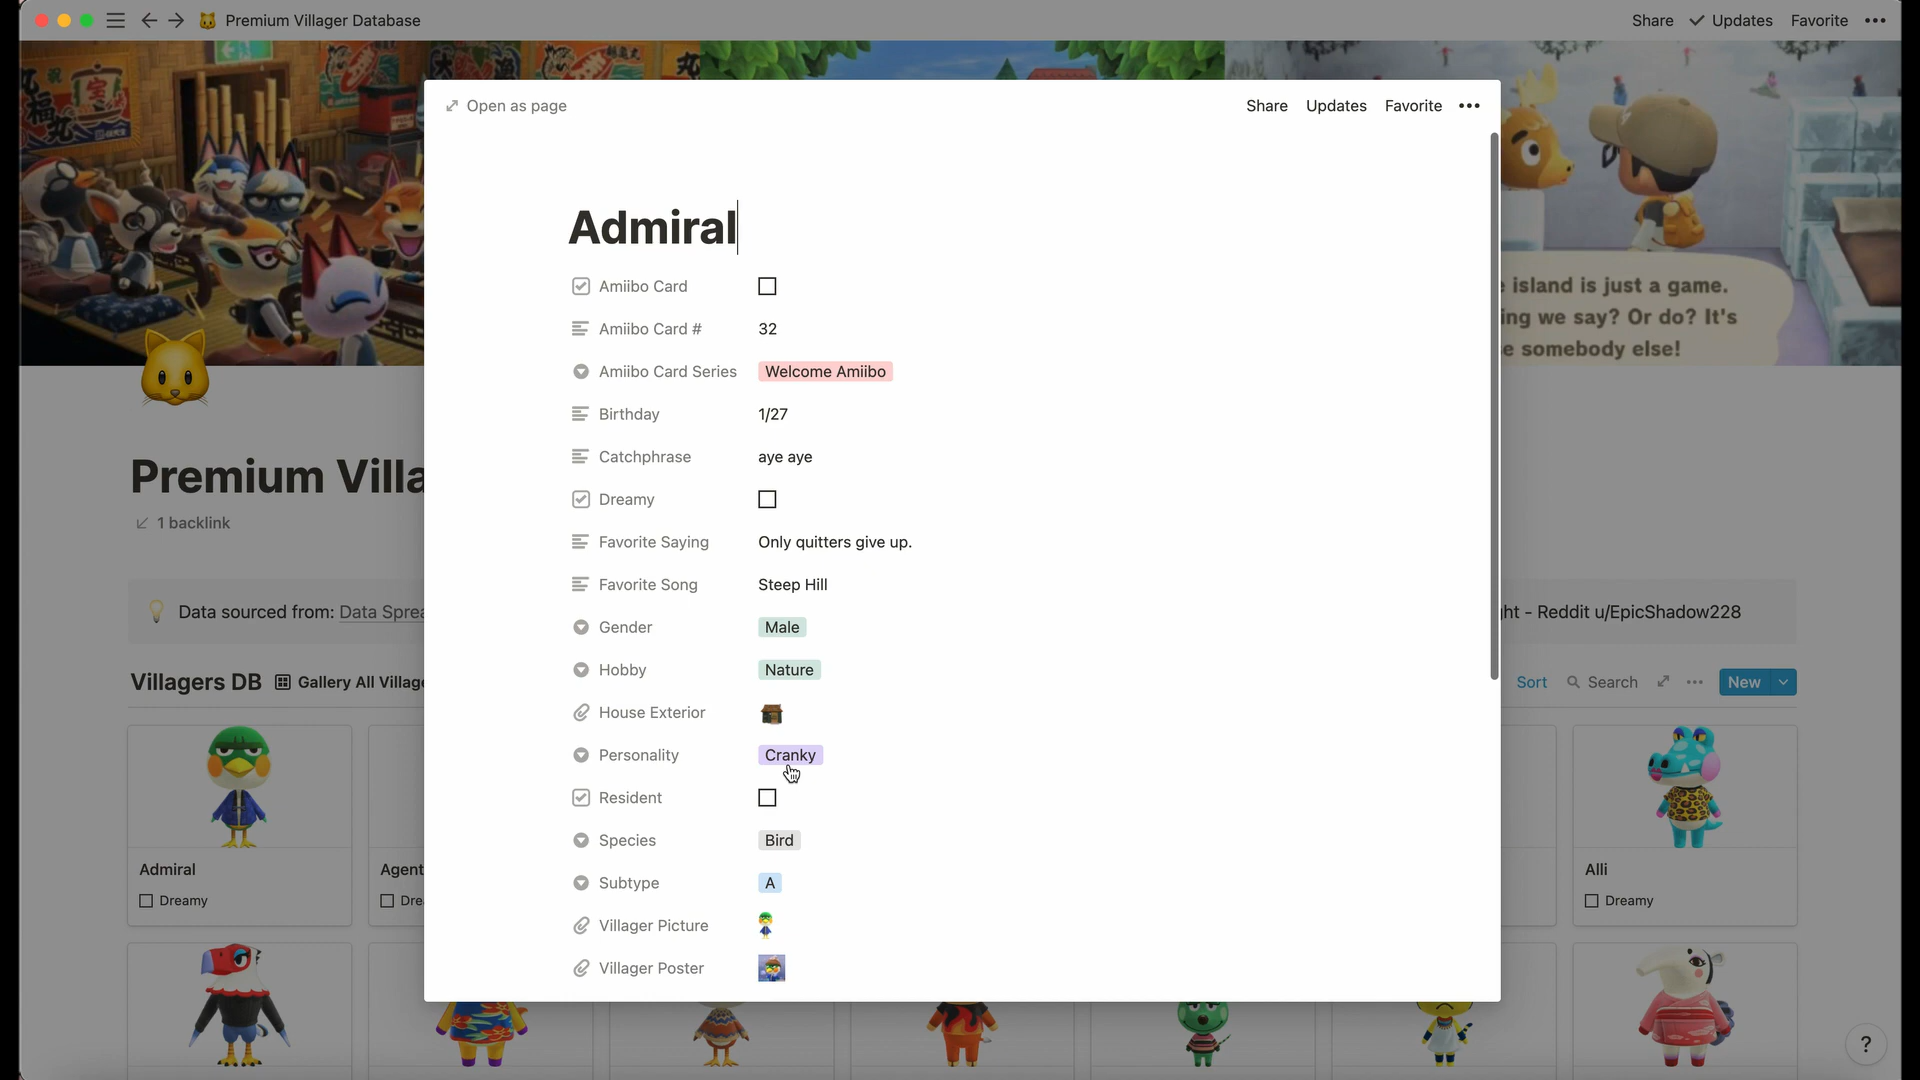 Premium Villager Database
Share
Updates
Favorite
Open as page
Share
Updates
Favorite
Admiral
Amiibo Card
Amiibo Card #
32
Amiibo Card Series
Welcome Amiibo
Birthday
1/27
Catchphrase
aye aye
Dreamy
Favorite Saying
Only quitters give up.
Favorite Song
Steep Hill
Gender
Male
Hobby
Nature
House Exterior
Personality
Cranky
Resident
Species
Bird
Subtype
A
Villager Picture
Villager Poster
island is just a game.
ing we say? Or do? It's
e somebody else!
Premium Villa
1 backlink
Data sourced from: Data Sprea
ht - Reddit u/EpicShadow228
Villagers DB
Gallery All Village
Sort
Search
New
Admiral
Dreamy
Agent
Dre
Alli
Dreamy
?